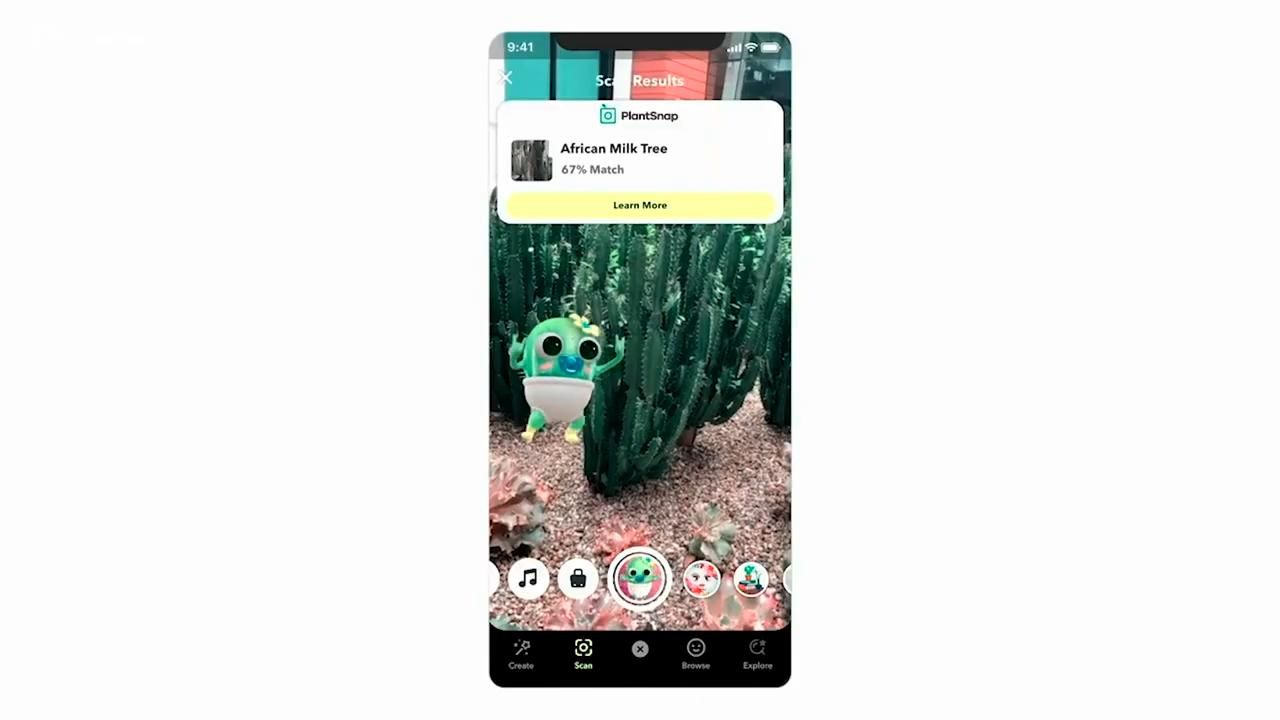 9:41
Scan Results
PlantSnap
African Milk Tree
67% Match
Learn More
Create
Scan
Browse
Explore